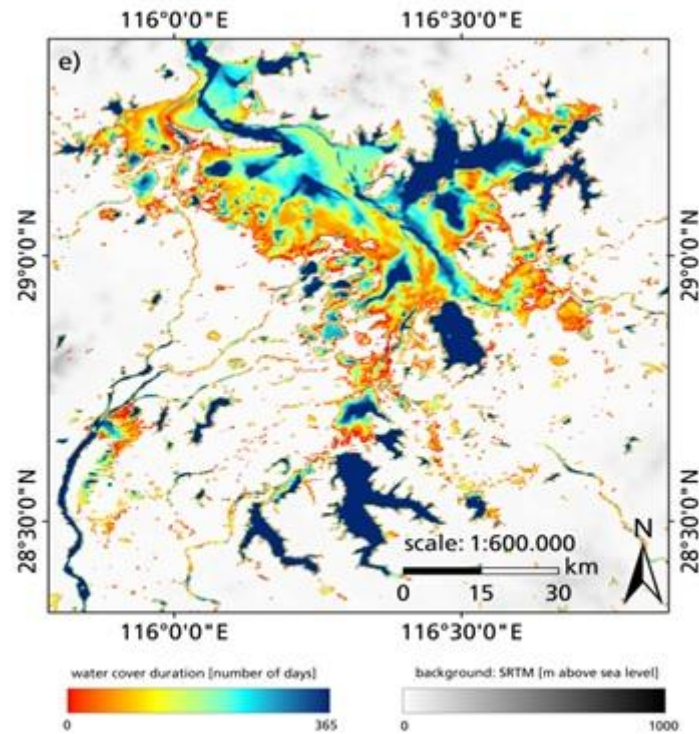 116°0'0"E 116°30'0"E
e)
29°0'0"N 29°0'0"N
28°30'0"N 28°30'0"N
N
scale: 1:600.000
km
0 15 30
116°0'0"E 116°30'0"E
water cover duration [number of days] background: SRTM [m above sea level]
0 365 0 1000